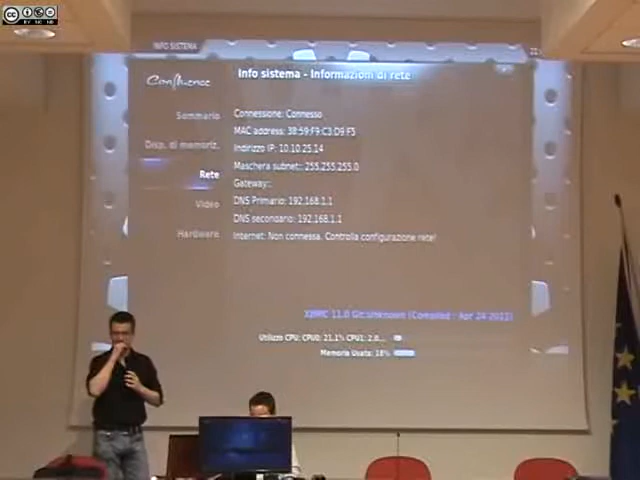 cc
BY NC ND
INFO SISTEMA
Confluence
Info sistema - Informazioni di rete
Sommario
Disp. di memoriz.
Rete
Video
Hardware
Connessione: Connesso
MAC address: 38:59:F9:C3:D9:F5
Indirizzo IP: 10.10.25.14
Maschera subnet:: 255.255.255.0
Gateway::
DNS Primario: 192.168.1.1
DNS secondario: 192.168.1.1
Internet: Non connessa. Controlla configurazione rete!
XBMC 11.0 Git:Unknown (Compiled : Apr 24 2012)
Utilizzo CPU: CPU0: 21.1% CPU1: 2.0...
Memoria Usata: 18%